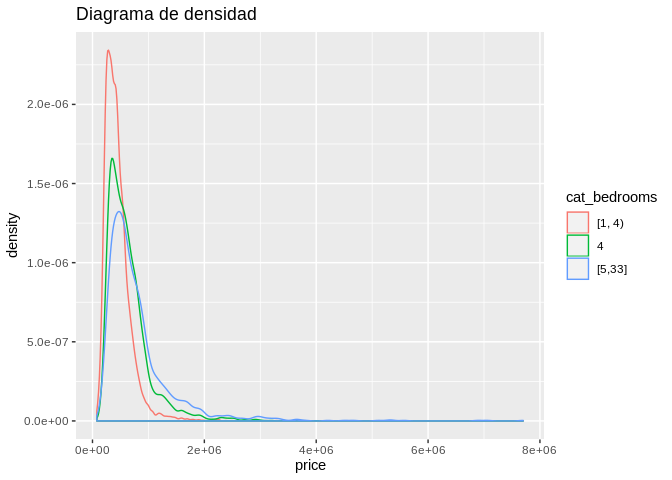 Diagrama de densidad
density
2.0e-06
1.5e-06
1.0e-06
5.0e-07
0.0e+00
0e+00 2e+06 4e+06 6e+06 8e+06
price
cat_bedrooms
[1, 4)
4
[5,33]